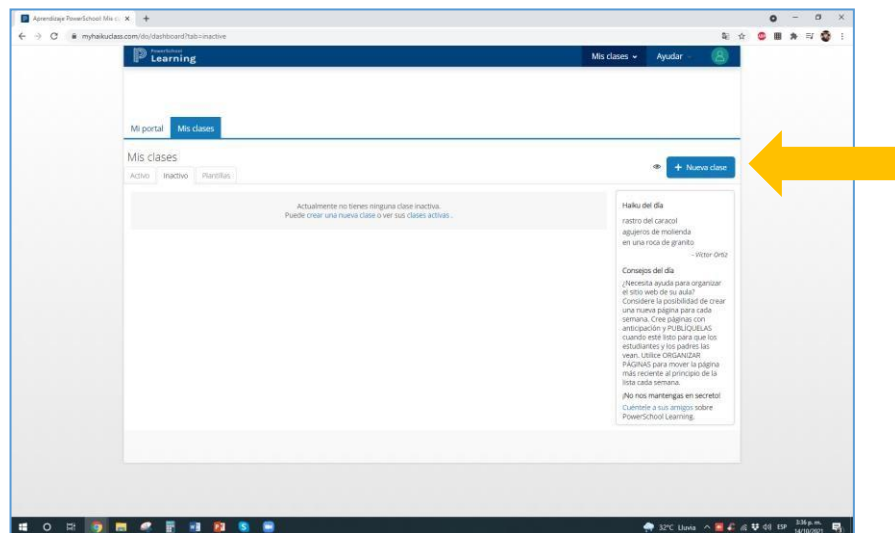 Aprendizaje PowerSchool: Mis c
myhaikuclass.com/do/dashboard?tab=inactive
PowerSchool
Learning
Mis clases
Ayudar
Mi portal
Mis clases
Mis clases
+ Nueva clase
Activo
Inactivo
Plantillas
Actualmente no tienes ninguna clase inactiva.
Puede crear una nueva clase o ver sus clases activas .
Haiku del día
rastro del caracol
agujeros de molienda
en una roca de granito
- Víctor Ortiz
Consejos del día
¿Necesita ayuda para organizar
el sitio web de su aula?
Considere la posibilidad de crear
una nueva página para cada
semana. Cree páginas con
anticipación y PUBLÍQUELAS
cuando esté listo para que los
estudiantes y los padres las
vean. Utilice ORGANIZAR
PÁGINAS para mover la página
más reciente al principio de la
lista cada semana.
¡No nos mantengas en secreto!
Cuéntele a sus amigos sobre
PowerSchool Learning.
32°C Lluvia
ESP
3:36 p. m.
14/10/2021